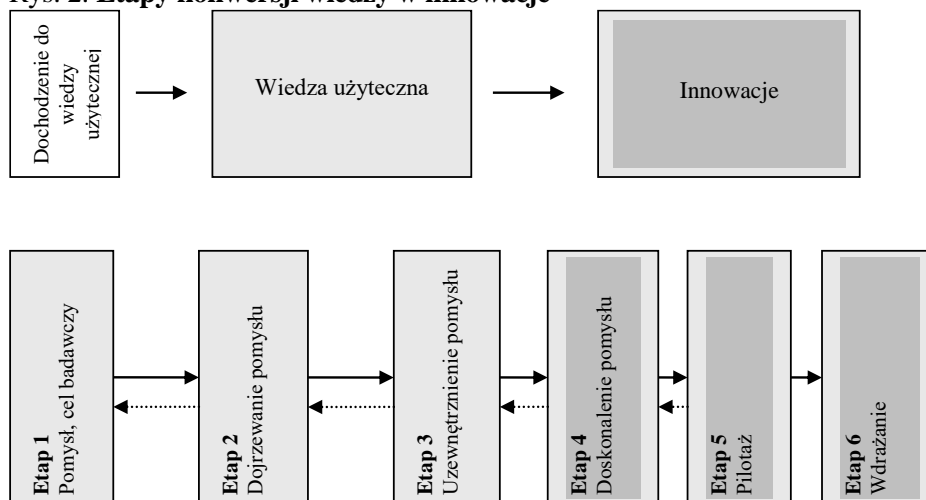 Rys. 2. Etapy konwersji wiedzy w innowacje
Dochodzenie do
wiedzy
użytecznej
Wiedza użyteczna
Innowacje
Etap 1
Pomysł, cel badawczy
Etap 2
Dojrzewanie pomysłu
Etap 3
Uzewnętrznienie pomysłu
Etap 4
Doskonalenie pomysłu
Etap 5
Pilotaż
Etap 6
Wdrażanie